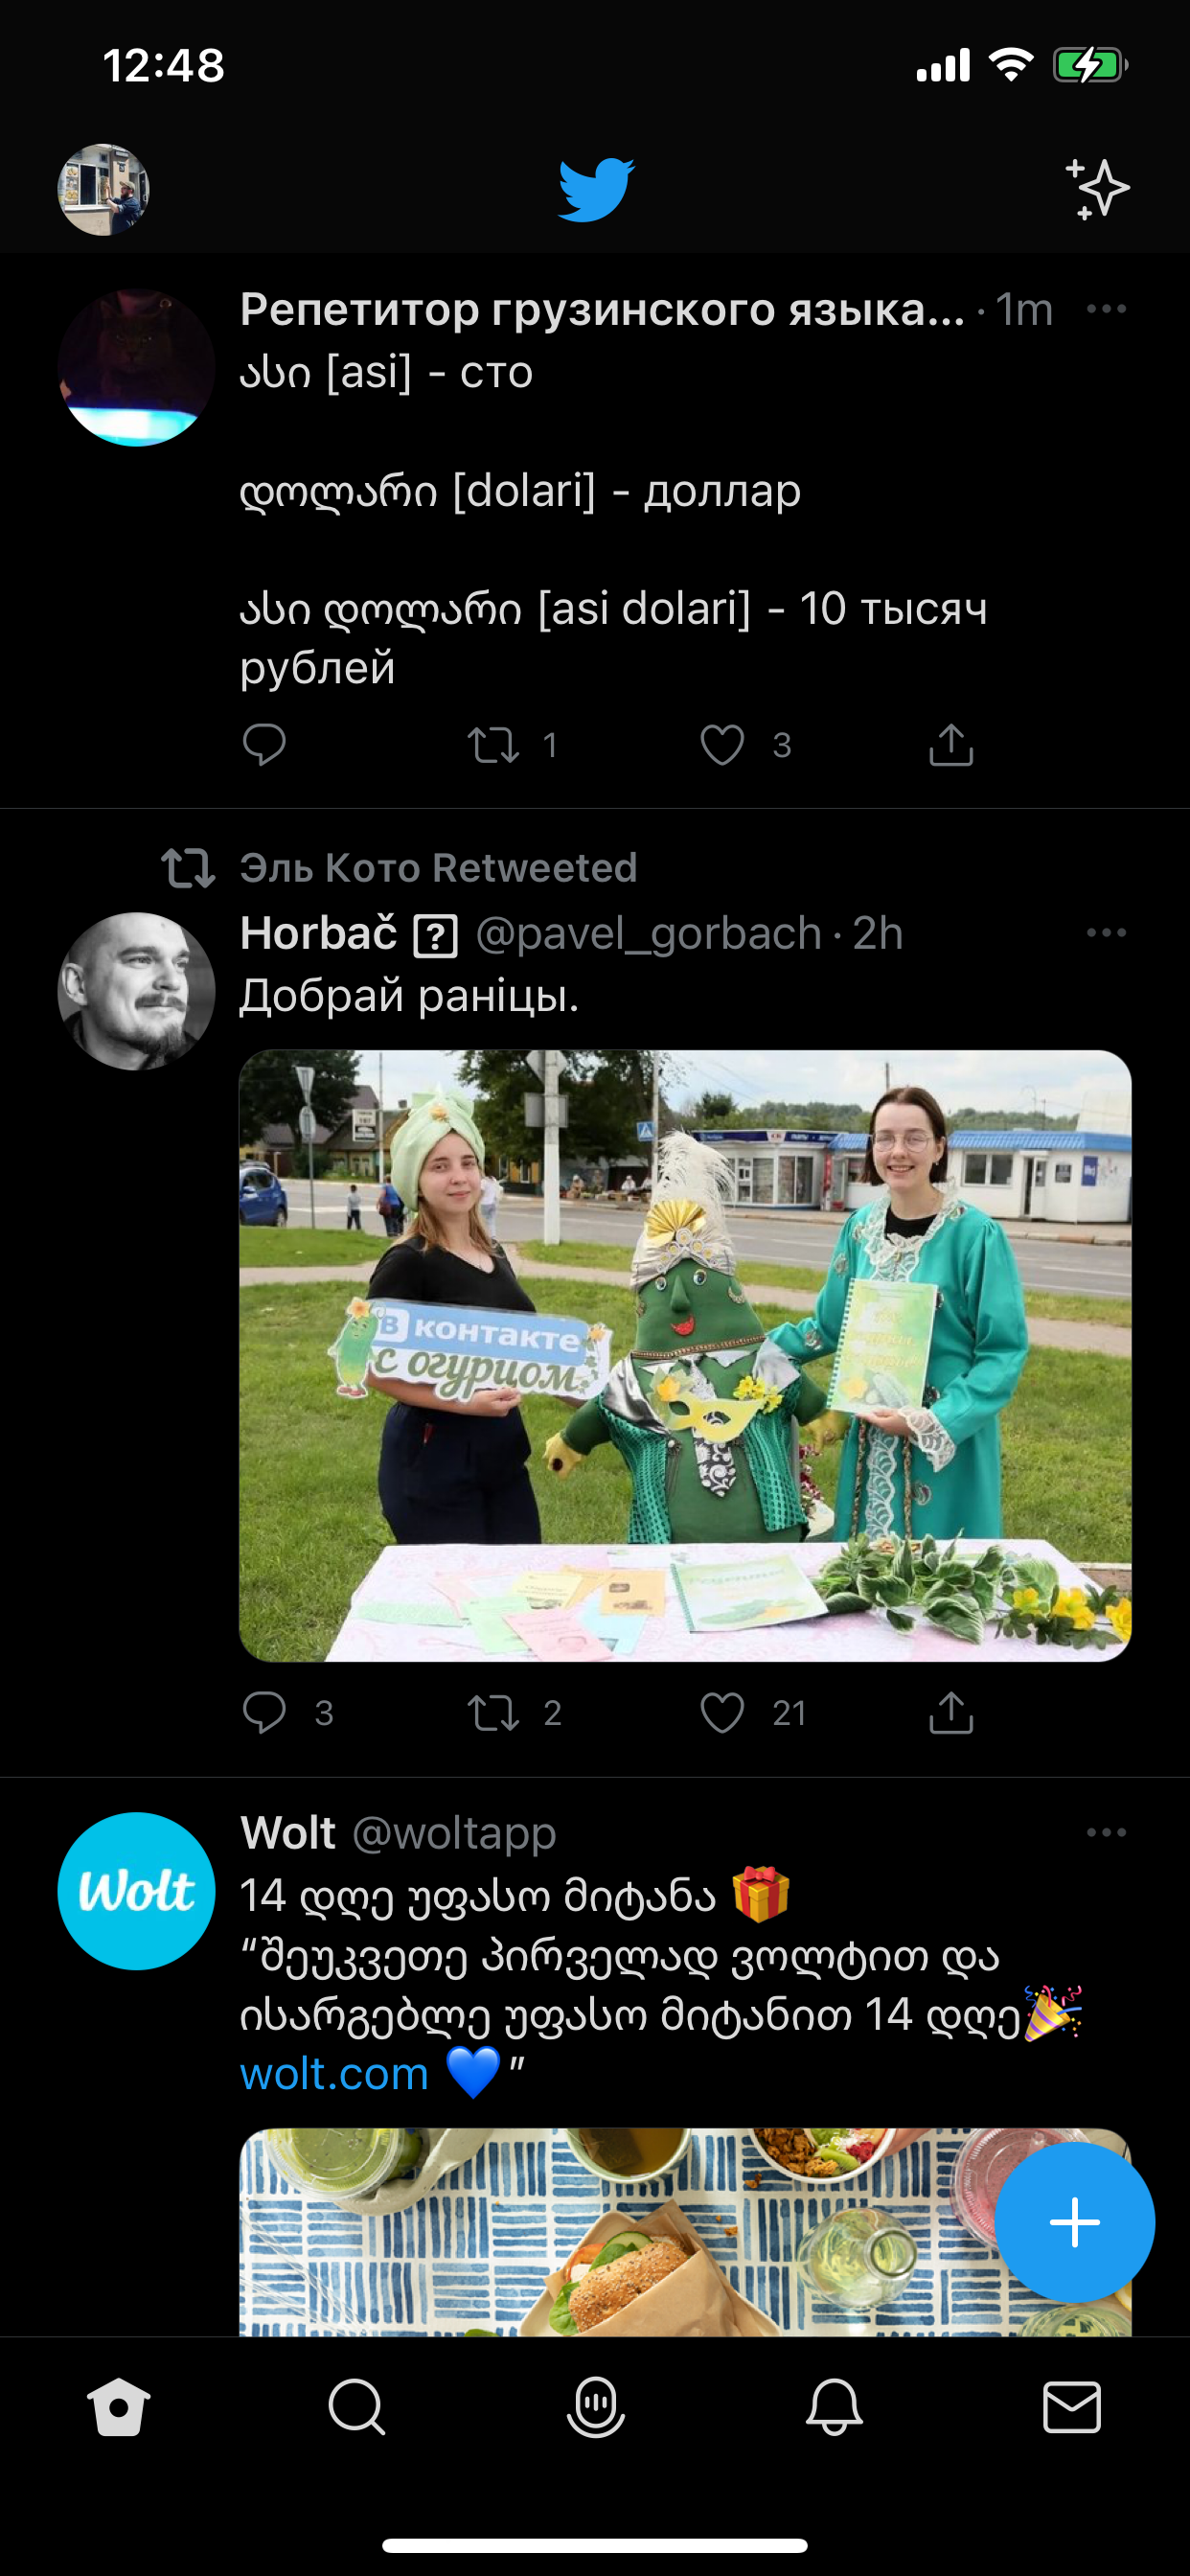 12:48
Репетитор грузинского языка... · 1m
ასი [asi] - сто
დოლარი [dolari] - доллар
ასი დოლარი [asi dolari] - 10 тысяч
рублей
1
3
Эль Кото Retweeted
Horbač @pavel_gorbach · 2h
Добрай раніцы.
В контакте
с огурцом
3
2
21
Wolt @woltapp
Wolt
14 დღე უფასო მიტანა 🎁
“შეუკვეთე პირველად ვოლტით და
ისარგებლე უფასო მიტანით 14 დღე🎉
wolt.com 💙”